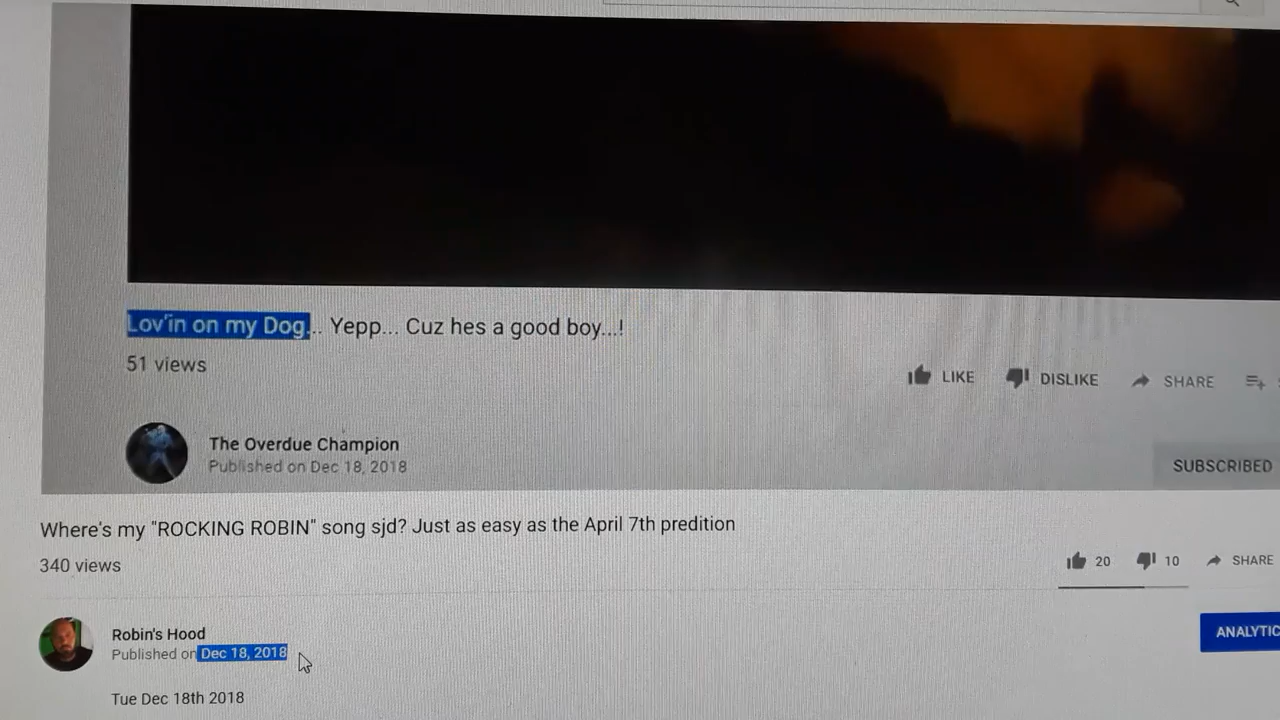 Lov'in on my Dog... Yepp... Cuz hes a good boy...!
51 views
LIKE DISLIKE SHARE
The Overdue Champion
Published on Dec 18, 2018
SUBSCRIBED
Where's my "ROCKING ROBIN" song sjd? Just as easy as the April 7th predition
340 views
20 10 SHARE
Robin's Hood
Published on Dec 18, 2018
ANALYTIC
Tue Dec 18th 2018